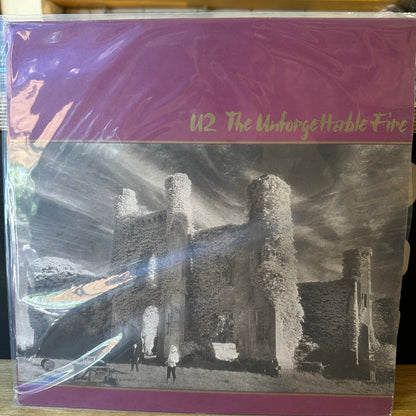 U2 The Unforgettable Fire